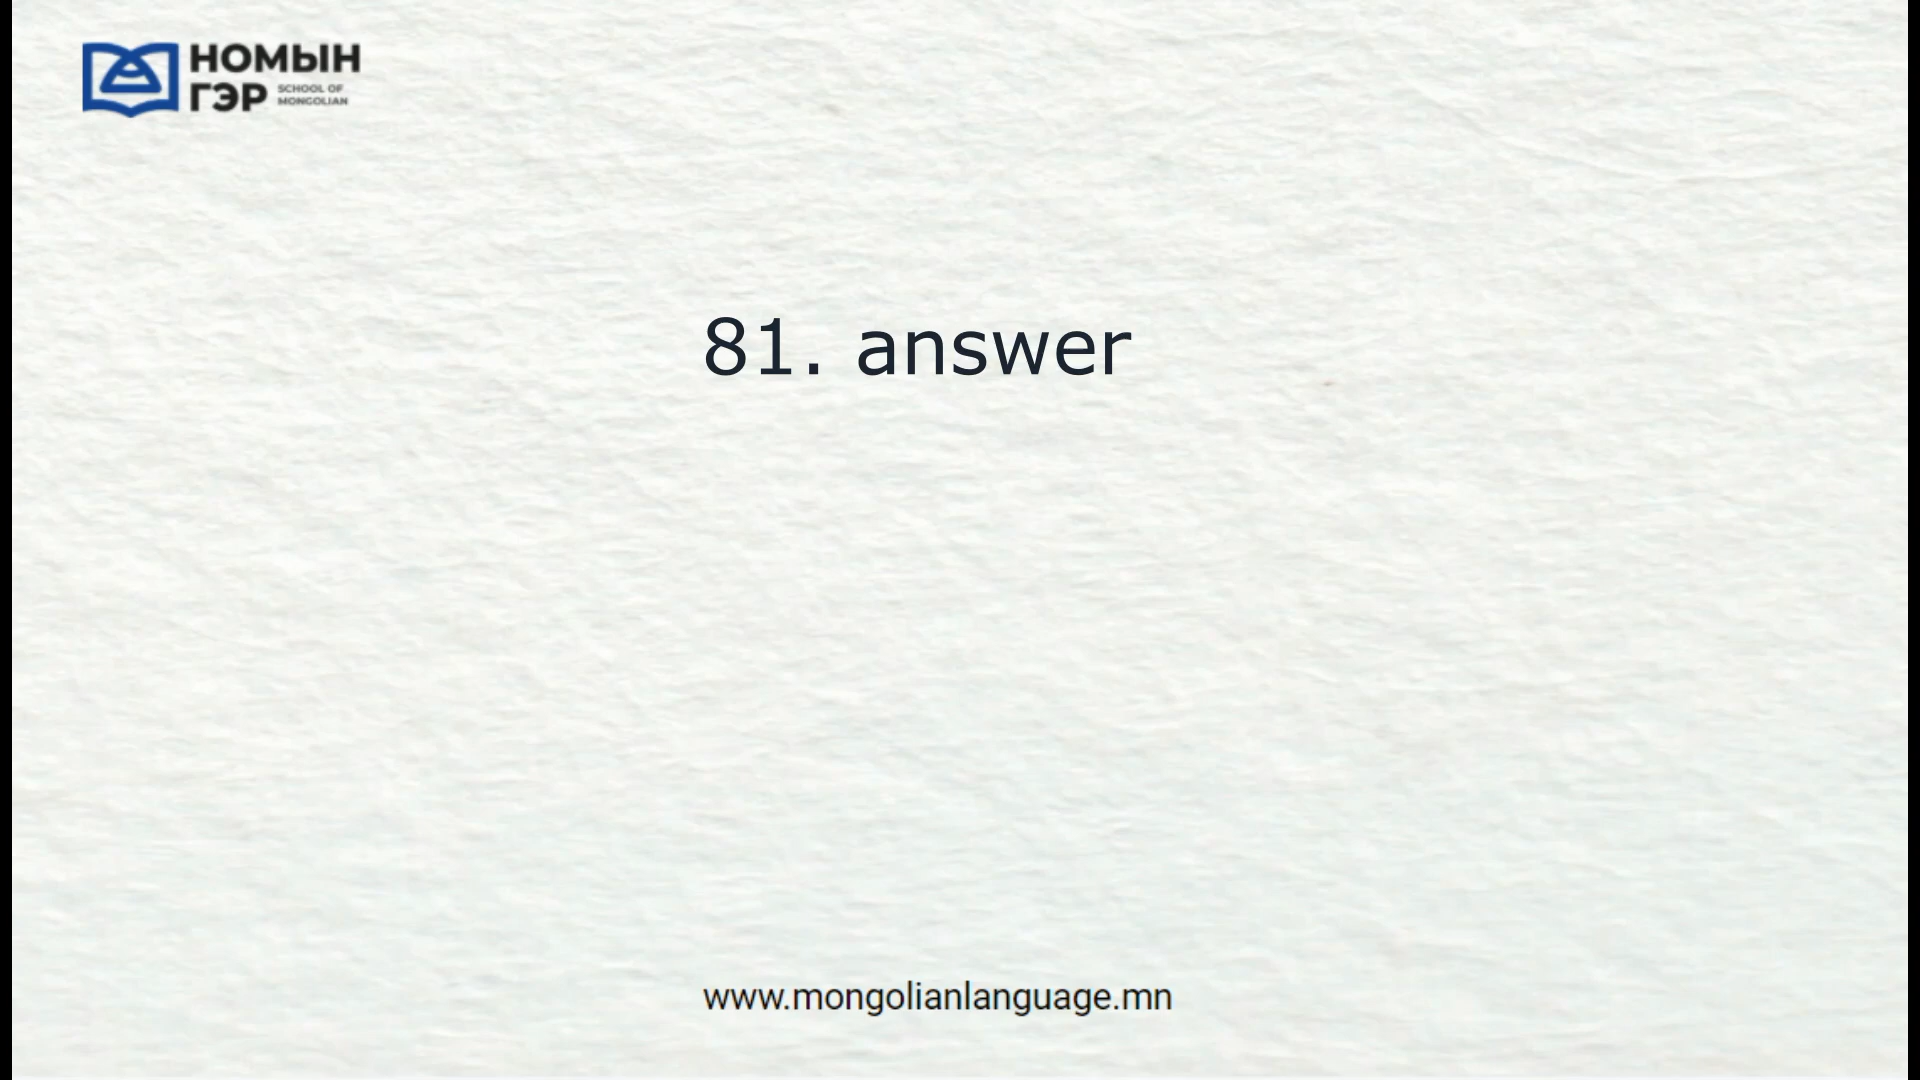 НОМЫН
ГЭР SCHOOL OF
MONGOLIAN
81. answer
www.mongolianlanguage.mn